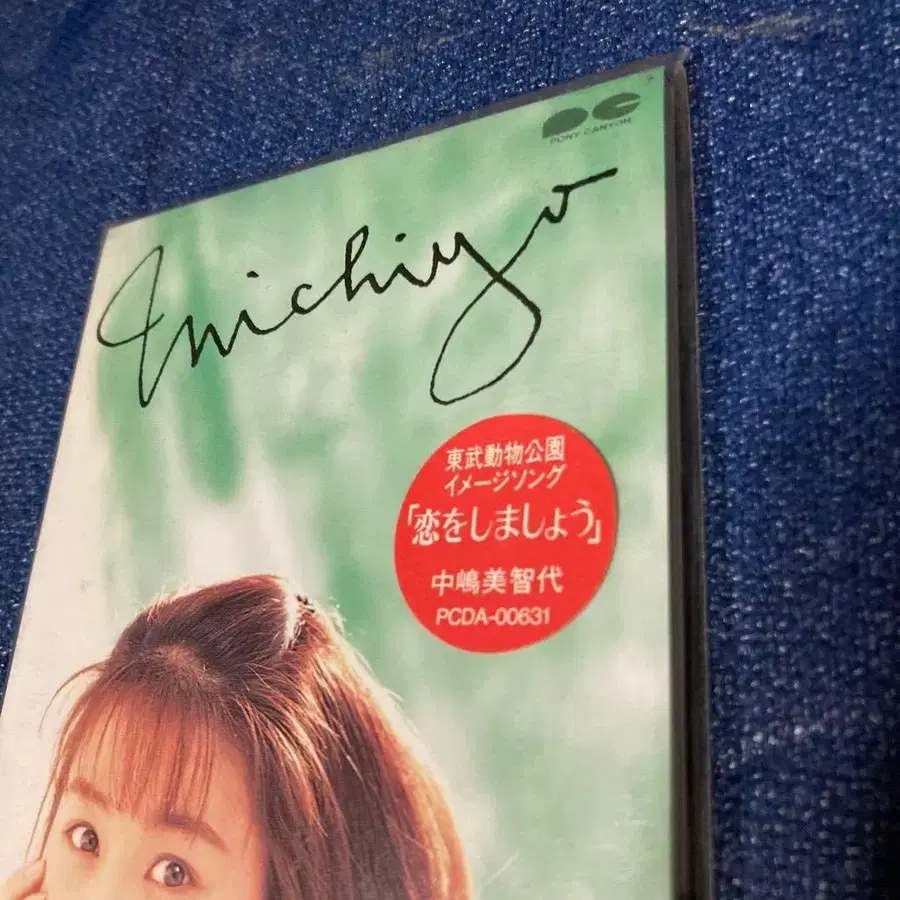 PONY CANYON
Michiyo
東武動物公園
イメージソング
「恋をしましょう」
中嶋美智代
PCDA-00631